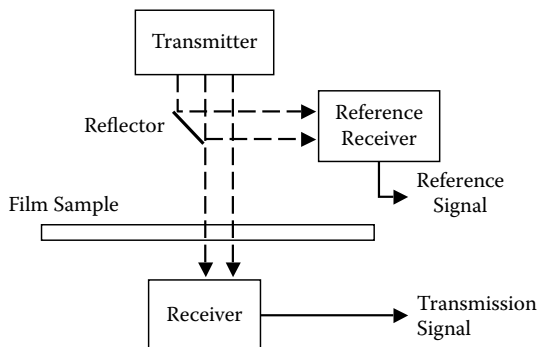 Transmitter
Reflector
Reference
Receiver
Reference
Signal
Film Sample
Receiver
Transmission
Signal